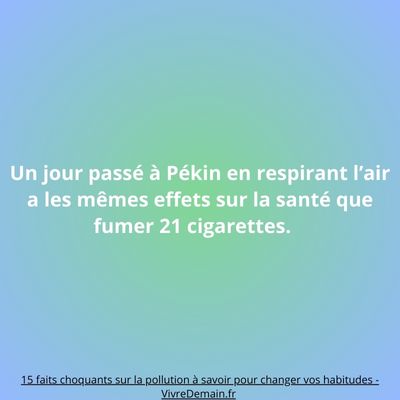 Un jour passé à Pékin en respirant l’air
a les mêmes effets sur la santé que
fumer 21 cigarettes.
15 faits choquants sur la pollution à savoir pour changer vos habitudes -
VivreDemain.fr